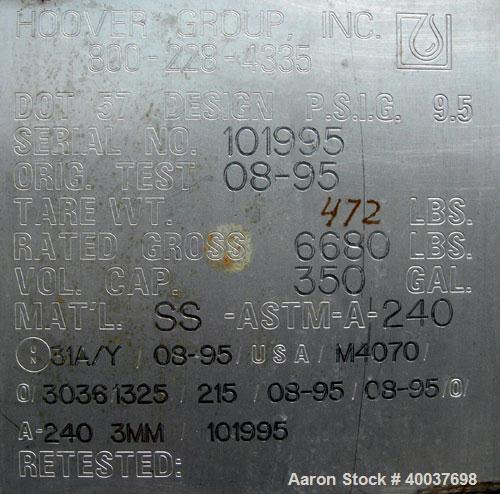 HOOVER GROUP, INC.
800-228-4335
DOT 57 DESIGN P.S.I.G. 9.5
SERIAL NO. 101995
ORIG. TEST 08-95
TARE WT. 472 LBS.
RATED GROSS 6680 LBS.
VOL. CAP. 350 GAL.
MAT'L. SS -ASTM-A-240
31A/Y / 08-95 / USA / M4070 /
0 / 30361325 / 215 / 08-95 / 08-95 / 0 /
A-240 3MM / 101995
RETESTED:
Aaron Stock # 40037698